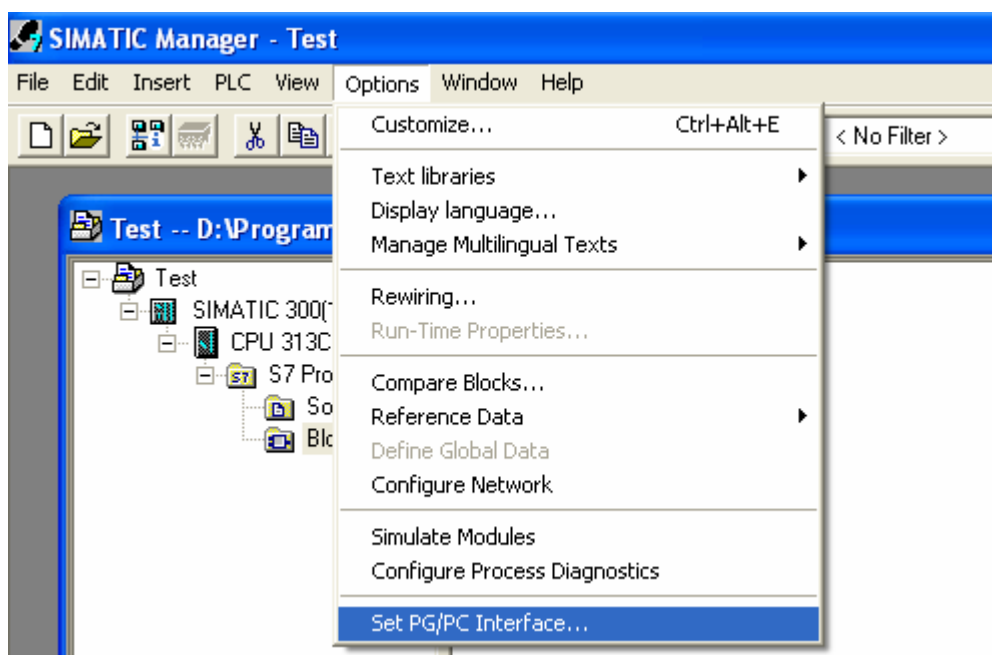 SIMATIC Manager - Test
File Edit Insert PLC View Options Window Help
Customize... Ctrl+Alt+E
< No Filter >
Text libraries
Display language...
Manage Multilingual Texts
Rewiring...
Run-Time Properties...
Compare Blocks...
Reference Data
Define Global Data
Configure Network
Simulate Modules
Configure Process Diagnostics
Set PG/PC Interface...
Test -- D:\Program
Test
SIMATIC 300(
CPU 313C
S7 Pro
So
Blo